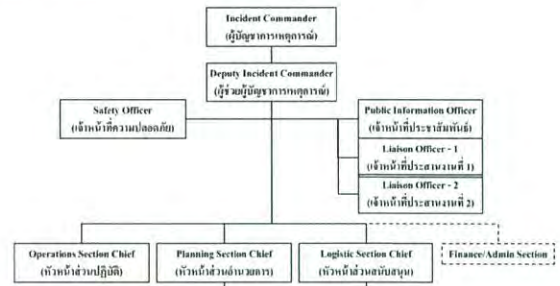 Incident Commander
(ผู้บัญชาการเหตุการณ์)
Deputy Incident Commander
(ผู้ช่วยผู้บัญชาการเหตุการณ์)
Safety Officer
(เจ้าหน้าที่ความปลอดภัย)
Public Information Officer
(เจ้าหน้าที่ประชาสัมพันธ์)
Liaison Officer - 1
(เจ้าหน้าที่ประสานงานที่ 1)
Liaison Officer - 2
(เจ้าหน้าที่ประสานงานที่ 2)
Operations Section Chief
(หัวหน้าส่วนปฏิบัติ)
Planning Section Chief
(หัวหน้าส่วนอำนวยการ)
Logistic Section Chief
(หัวหน้าส่วนสนับสนุน)
Finance/Admin Section